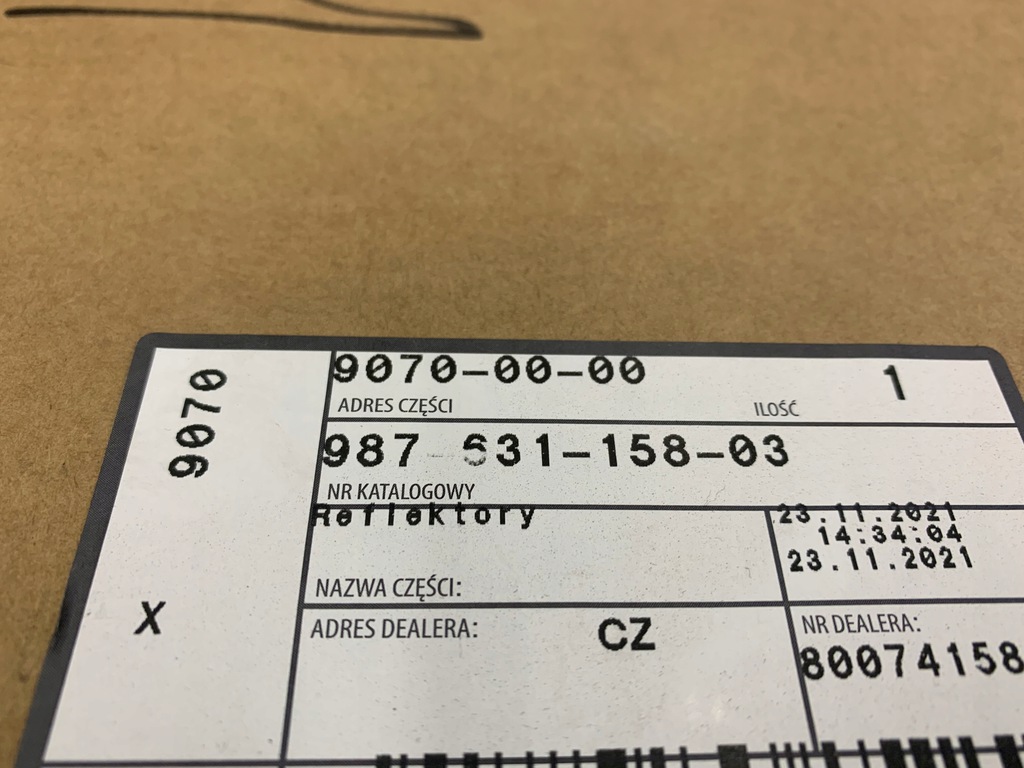 9070
9070-00-00
1
ADRES CZĘŚCI
ILOŚĆ
987-631-158-03
NR KATALOGOWY
Reflektory
23.11.2021
14:34:04
23.11.2021
NAZWA CZĘŚCI:
X
ADRES DEALERA:
CZ
NR DEALERA:
80074158